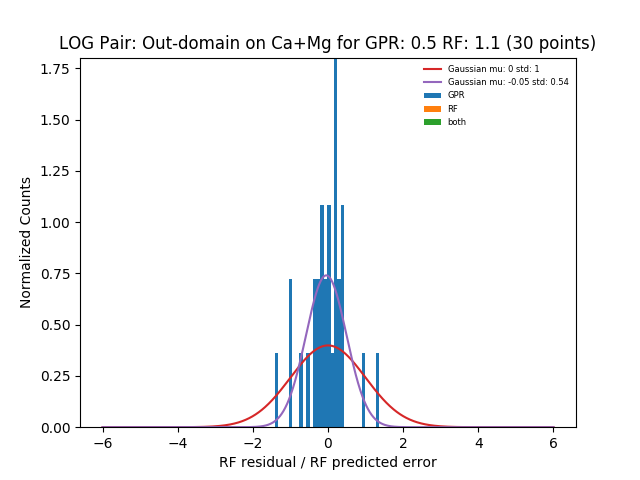 LOG Pair: Out-domain on Ca+Mg for GPR: 0.5 RF: 1.1 (30 points)
Gaussian mu: 0 std: 1
Gaussian mu: -0.05 std: 0.54
GPR
RF
both
Normalized Counts
1.75
1.50
1.25
1.00
0.75
0.50
0.25
0.00
−6 −4 −2 0 2 4 6
RF residual / RF predicted error